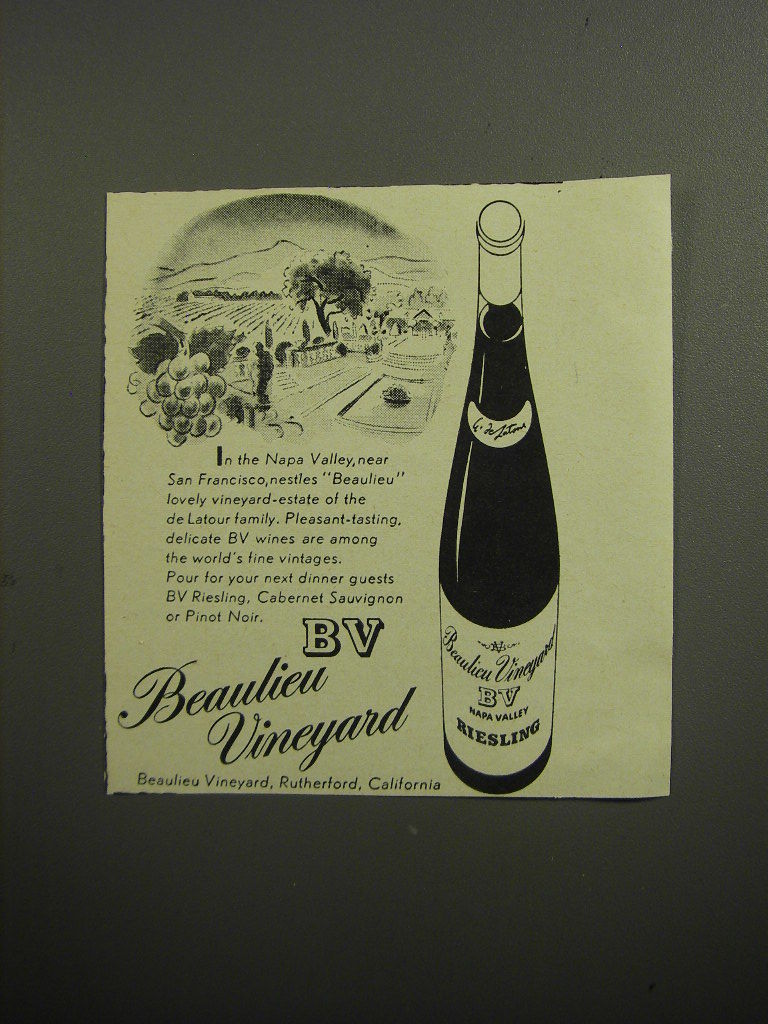 In the Napa Valley, near
San Francisco, nestles "Beaulieu"
lovely vineyard-estate of the
de Latour family. Pleasant-tasting,
delicate BV wines are among
the world's fine vintages.
Pour for your next dinner guests
BV Riesling, Cabernet Sauvignon
or Pinot Noir.
BV
Beaulieu
Vineyard
Beaulieu Vineyard, Rutherford, California
G. de Latour
Beaulieu Vineyard
BV
NAPA VALLEY
RIESLING